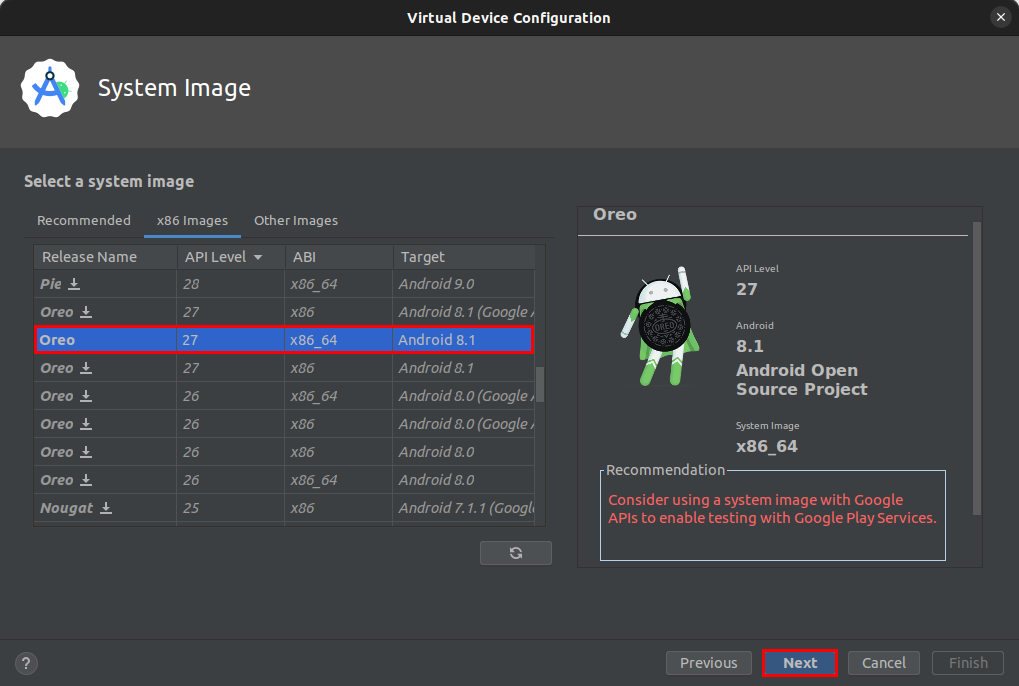 Virtual Device Configuration
System Image
Select a system image
Recommended x86 Images Other Images
Release Name API Level ABI Target
Pie 28 x86_64 Android 9.0
Oreo 27 x86 Android 8.1 (Google
Oreo 27 x86_64 Android 8.1
Oreo 27 x86 Android 8.1
Oreo 26 x86_64 Android 8.0 (Google
Oreo 26 x86 Android 8.0 (Google
Oreo 26 x86 Android 8.0
Oreo 26 x86_64 Android 8.0
Nougat 25 x86 Android 7.1.1 (Googl
Oreo
OREO
API Level
27
Android
8.1
Android Open
Source Project
System Image
x86_64
Recommendation
Consider using a system image with Google
APIs to enable testing with Google Play Services.
? Previous Next Cancel Finish